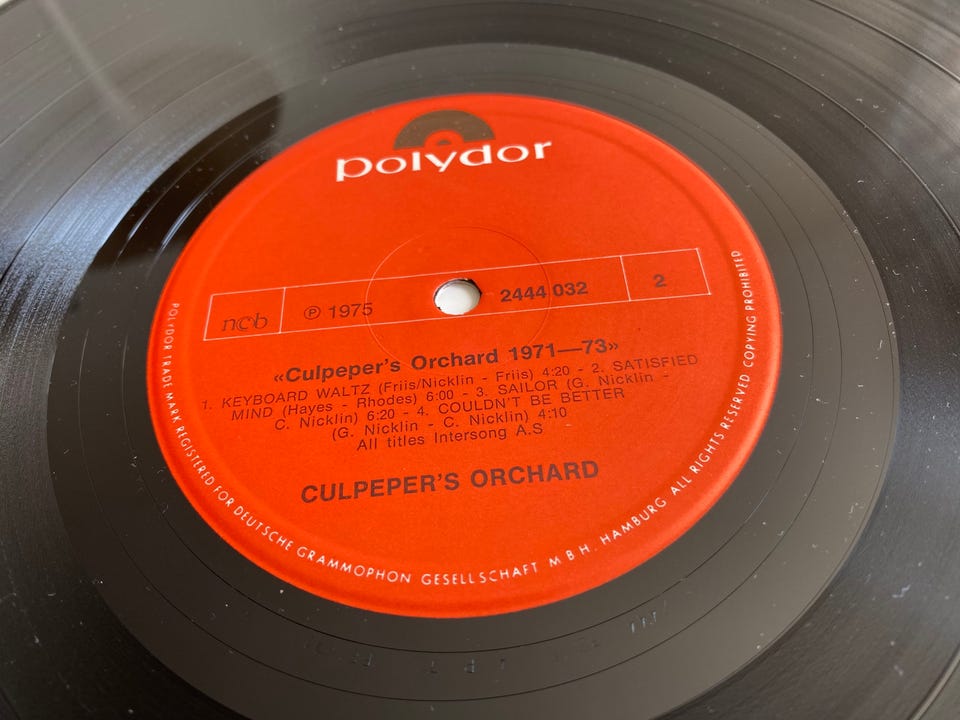 polydor
ncb ℗ 1975 2444 032 2
«Culpeper's Orchard 1971—73»
1. KEYBOARD WALTZ (Friis/Nicklin - Friis) 4:20 - 2. SATISFIED
MIND (Hayes - Rhodes) 6:00 - 3. SAILOR (G. Nicklin -
C. Nicklin) 6:20 - 4. COULDN'T BE BETTER
(G. Nicklin - C. Nicklin) 4:10
All titles Intersong A.S
CULPEPER'S ORCHARD
POLYDOR TRADE MARK REGISTERED FOR DEUTSCHE GRAMMOPHON GESELLSCHAFT M B H. HAMBURG ALL RIGHTS RESERVED COPYING PROHIBITED